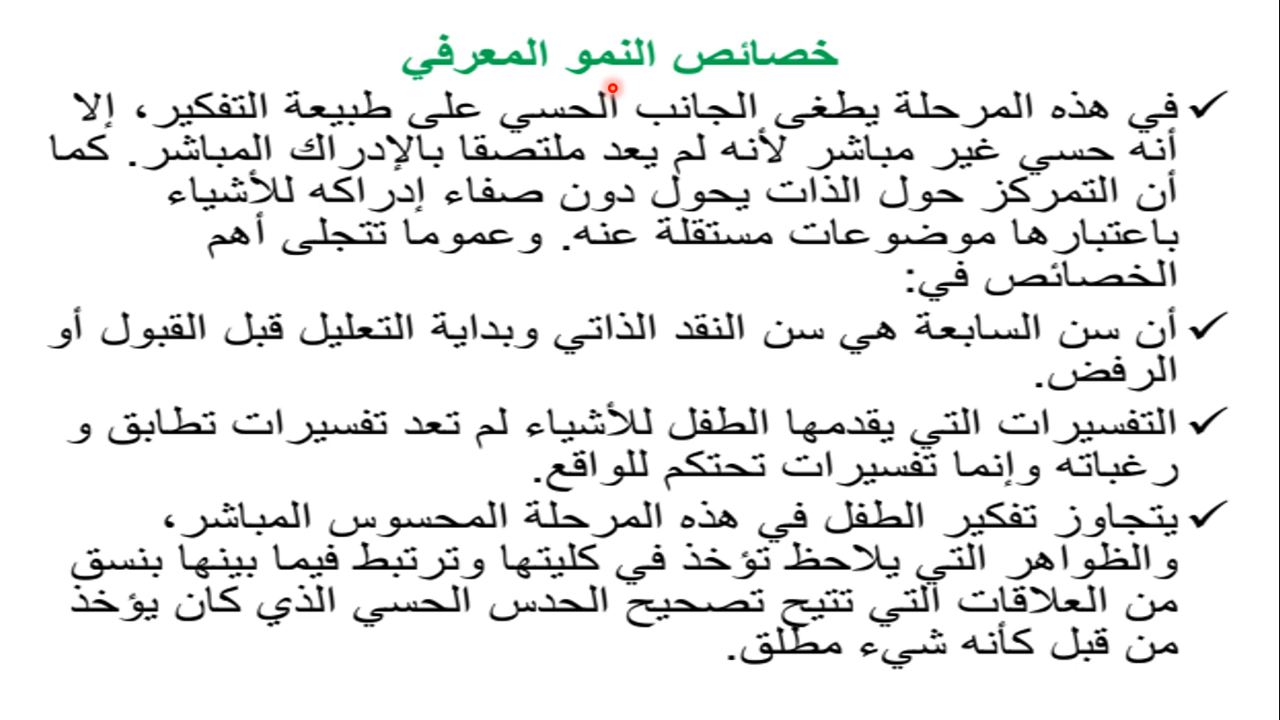 خصائص النمو المعرفي
✓ في هذه المرحلة يطغى الجانب الحسي على طبيعة التفكير، إلا
أنه حسي غير مباشر لأنه لم يعد ملتصقا بالإدراك المباشر. كما
أن التمركز حول الذات يحول دون صفاء إدراكه للأشياء
باعتبارها موضوعات مستقلة عنه. وعموما تتجلى أهم
الخصائص في:
✓ أن سن السابعة هي سن النقد الذاتي وبداية التعليل قبل القبول أو
الرفض.
✓ التفسيرات التي يقدمها الطفل للأشياء لم تعد تفسيرات تطابق و
رغباته وإنما تفسيرات تحتكم للواقع.
✓ يتجاوز تفكير الطفل في هذه المرحلة المحسوس المباشر،
والظواهر التي يلاحظ تؤخذ في كليتها وترتبط فيما بينها بنسق
من العلاقات التي تتيح تصحيح الحدس الحسي الذي كان يؤخذ
من قبل كأنه شيء مطلق.